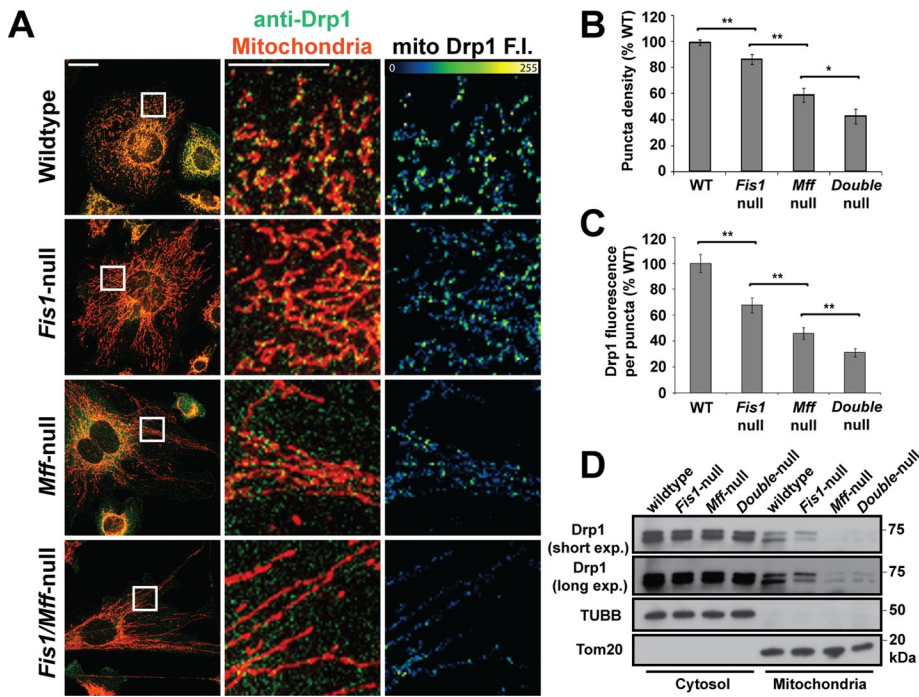 A
anti-Drp1
Mitochondria
mito Drp1 F.I.
0
255
Wildtype
Fis1-null
Mff-null
Fis1/Mff-null
B
Puncta density (% WT)
120
100
80
60
40
20
0
**
**
*
WT
Fis1
null
Mff
null
Double
null
C
Drp1 fluorescence
per puncta (% WT)
120
100
80
60
40
20
0
**
**
**
WT
Fis1
null
Mff
null
Double
null
D
wildtype
Fis1-null
Mff-null
Double-null
wildtype
Fis1-null
Mff-null
Double-null
Drp1
(short exp.)
75
Drp1
(long exp.)
75
TUBB
50
Tom20
20
kDa
Cytosol
Mitochondria